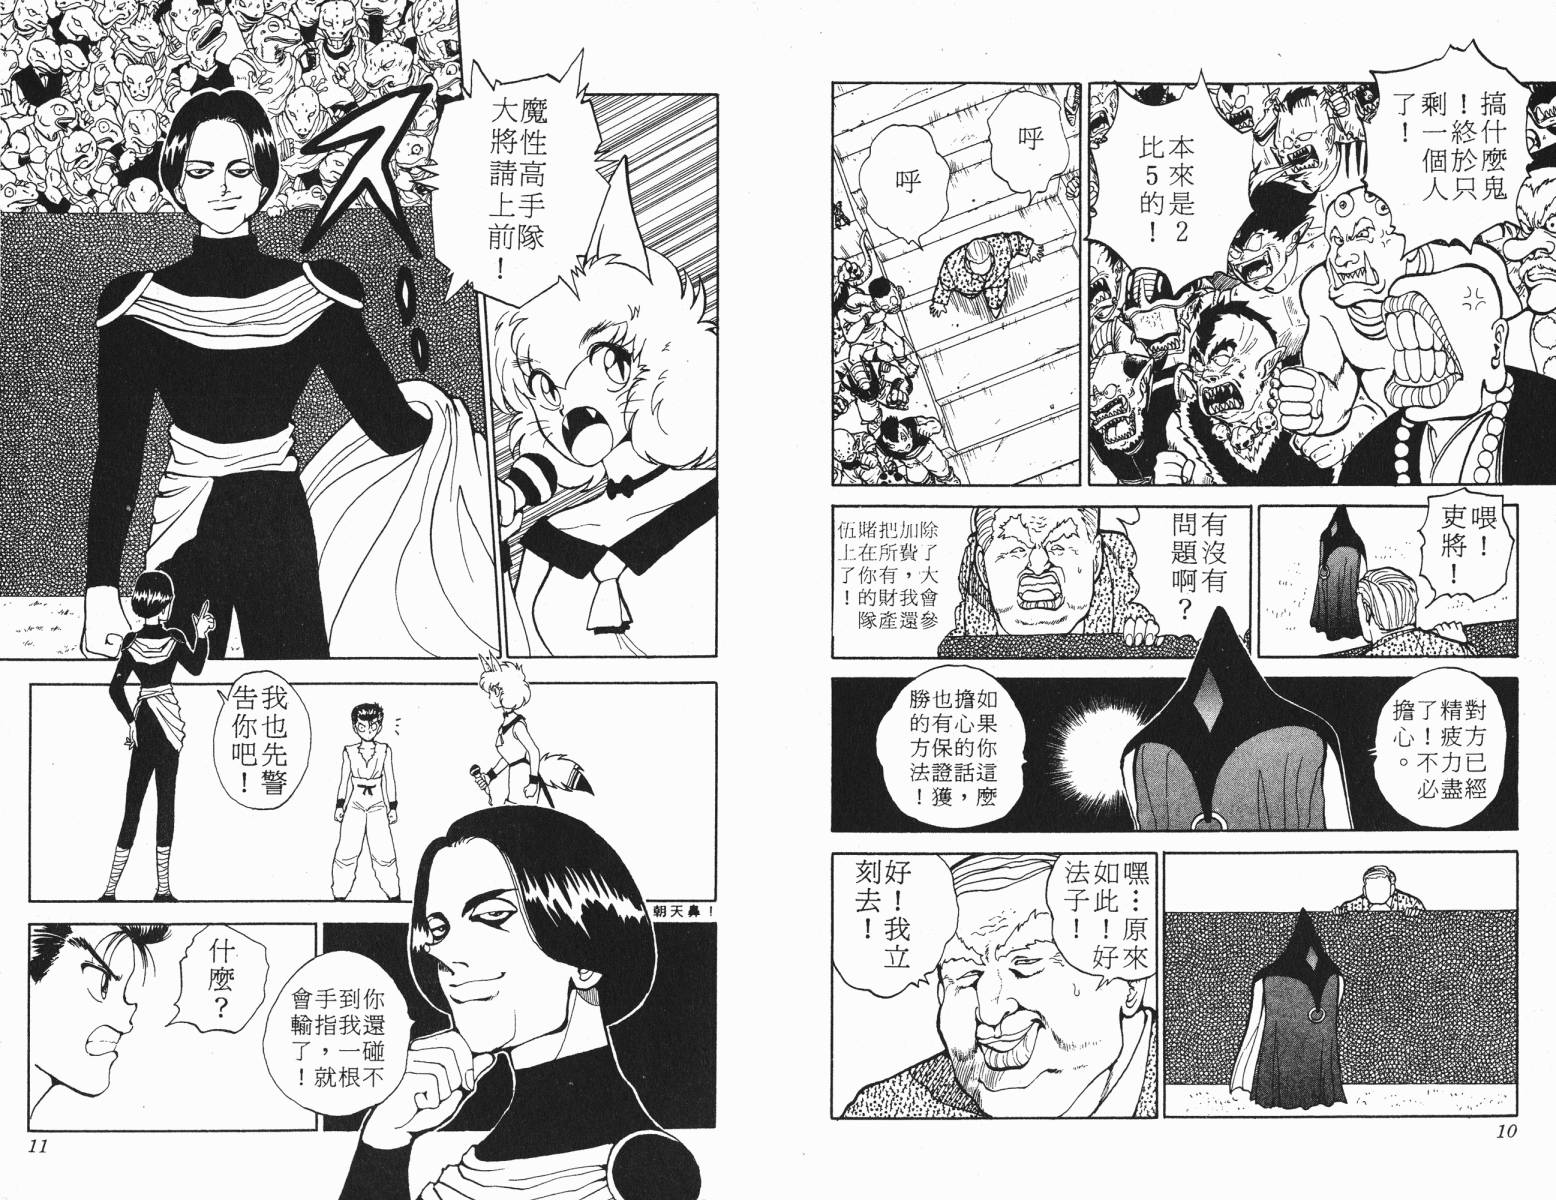 搞什麼鬼
！終於只
剩一個人
了！
本來是2
比5的！
呼
呼
喂！
吏將！
有沒有
問題啊？
除了大會參
加費，我還
把所有財產
賭在你的隊
伍上了！
對方已經
精疲力盡
了！不必
擔心。
如果你這麼
擔心的話，
也有保證獲
勝的方法！
嘿…原來
如此！好
法子！
好！我立
刻去！
10
魔性高手隊
大將請上前！
我也先警
告你吧！
朝天鼻！
你還碰不
到我一根
手指，就
會輸了！
什麼？
11